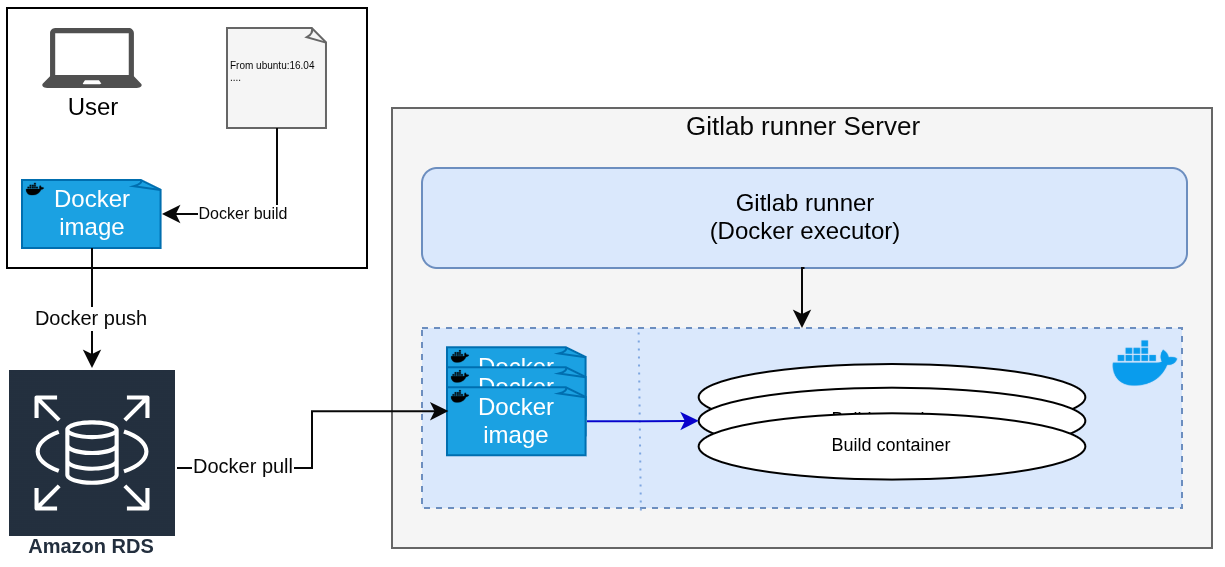 User
From ubuntu:16.04
....
Docker
image
Docker build
Docker push
Amazon RDS
Docker pull
Gitlab runner Server
Gitlab runner
(Docker executor)
Docker
Docker
Docker
image
Build container